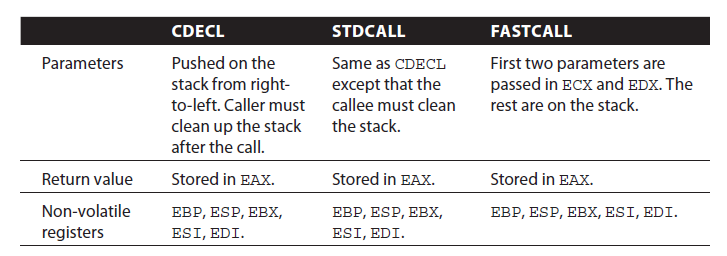 CDECL STDCALL FASTCALL
Parameters Pushed on the Same as CDECL First two parameters are
stack from right- except that the passed in ECX and EDX. The
to-left. Caller must callee must clean rest are on the stack.
clean up the stack the stack.
after the call.
Return value Stored in EAX. Stored in EAX. Stored in EAX.
Non-volatile EBP, ESP, EBX, EBP, ESP, EBX, EBP, ESP, EBX, ESI, EDI.
registers ESI, EDI. ESI, EDI.